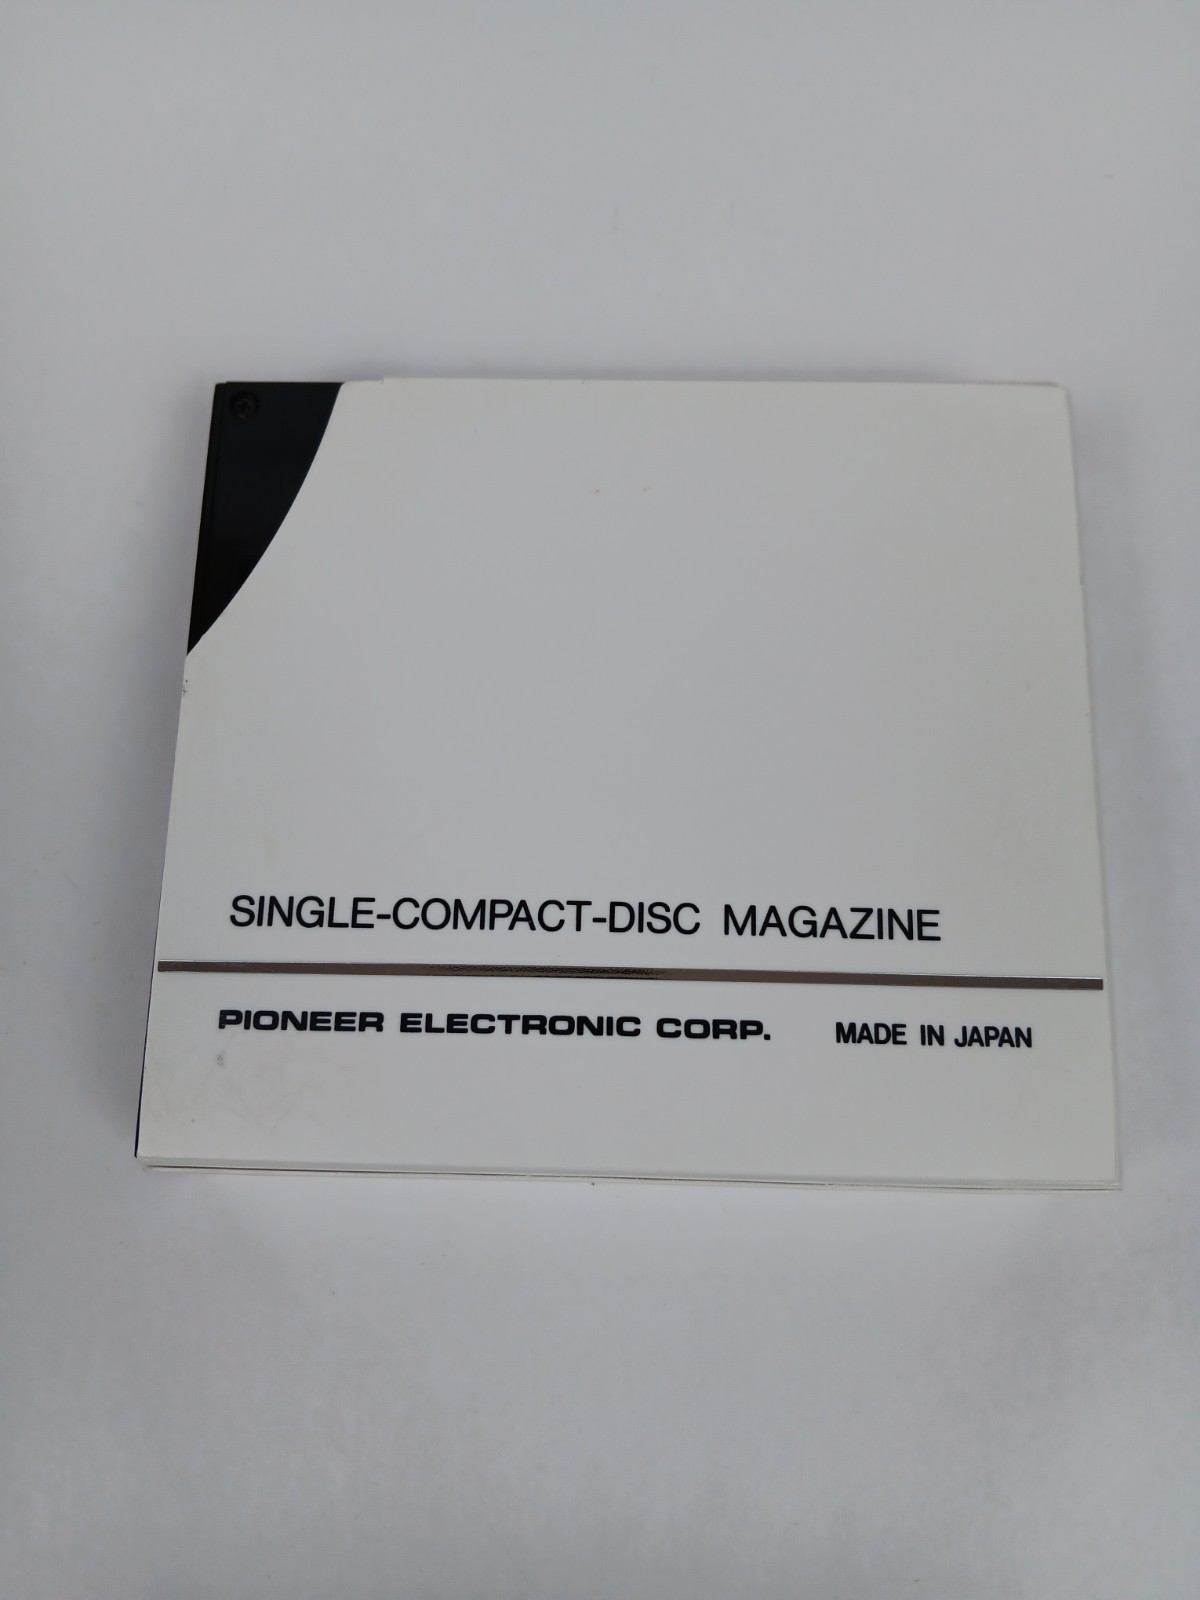 SINGLE-COMPACT-DISC MAGAZINE
PIONEER ELECTRONIC CORP. MADE IN JAPAN